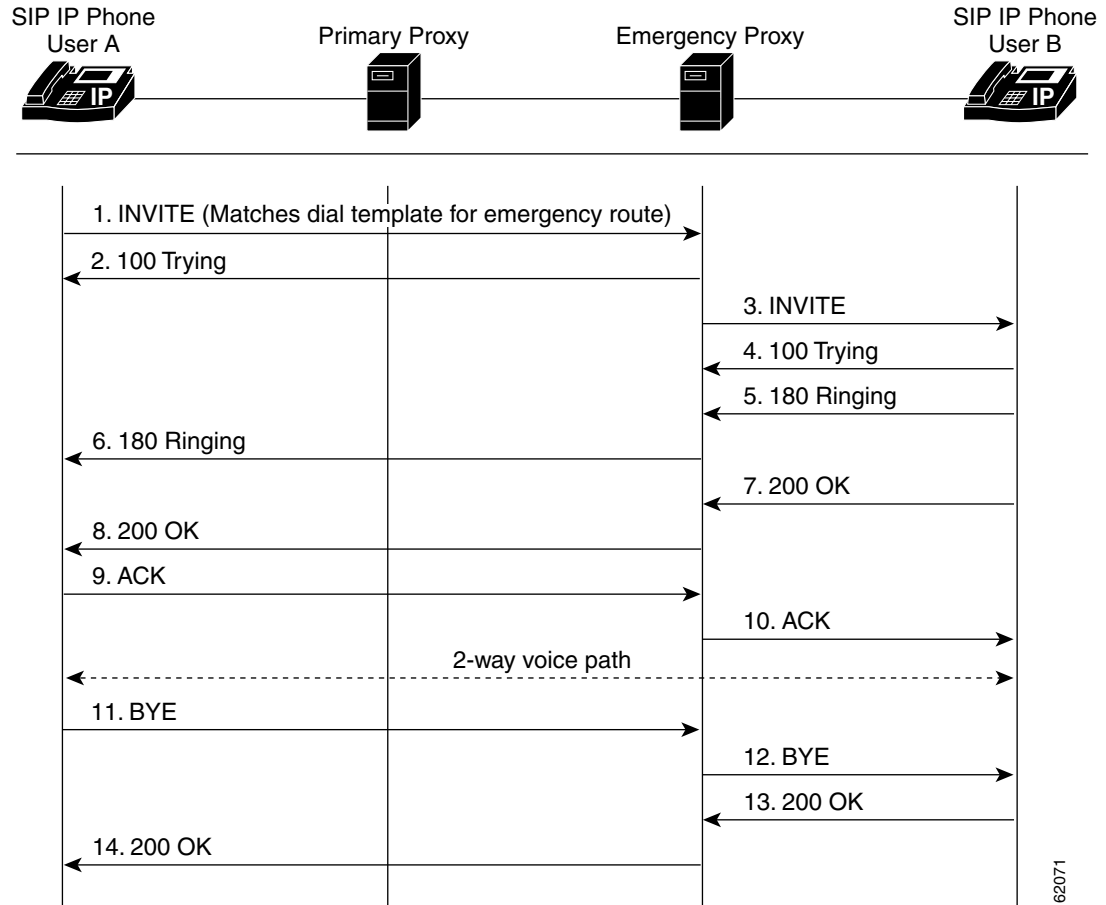 SIP IP Phone
User A
Primary Proxy
Emergency Proxy
SIP IP Phone
User B
IP
IP
1. INVITE (Matches dial template for emergency route)
2. 100 Trying
3. INVITE
4. 100 Trying
5. 180 Ringing
6. 180 Ringing
7. 200 OK
8. 200 OK
9. ACK
10. ACK
2-way voice path
11. BYE
12. BYE
13. 200 OK
14. 200 OK
62071